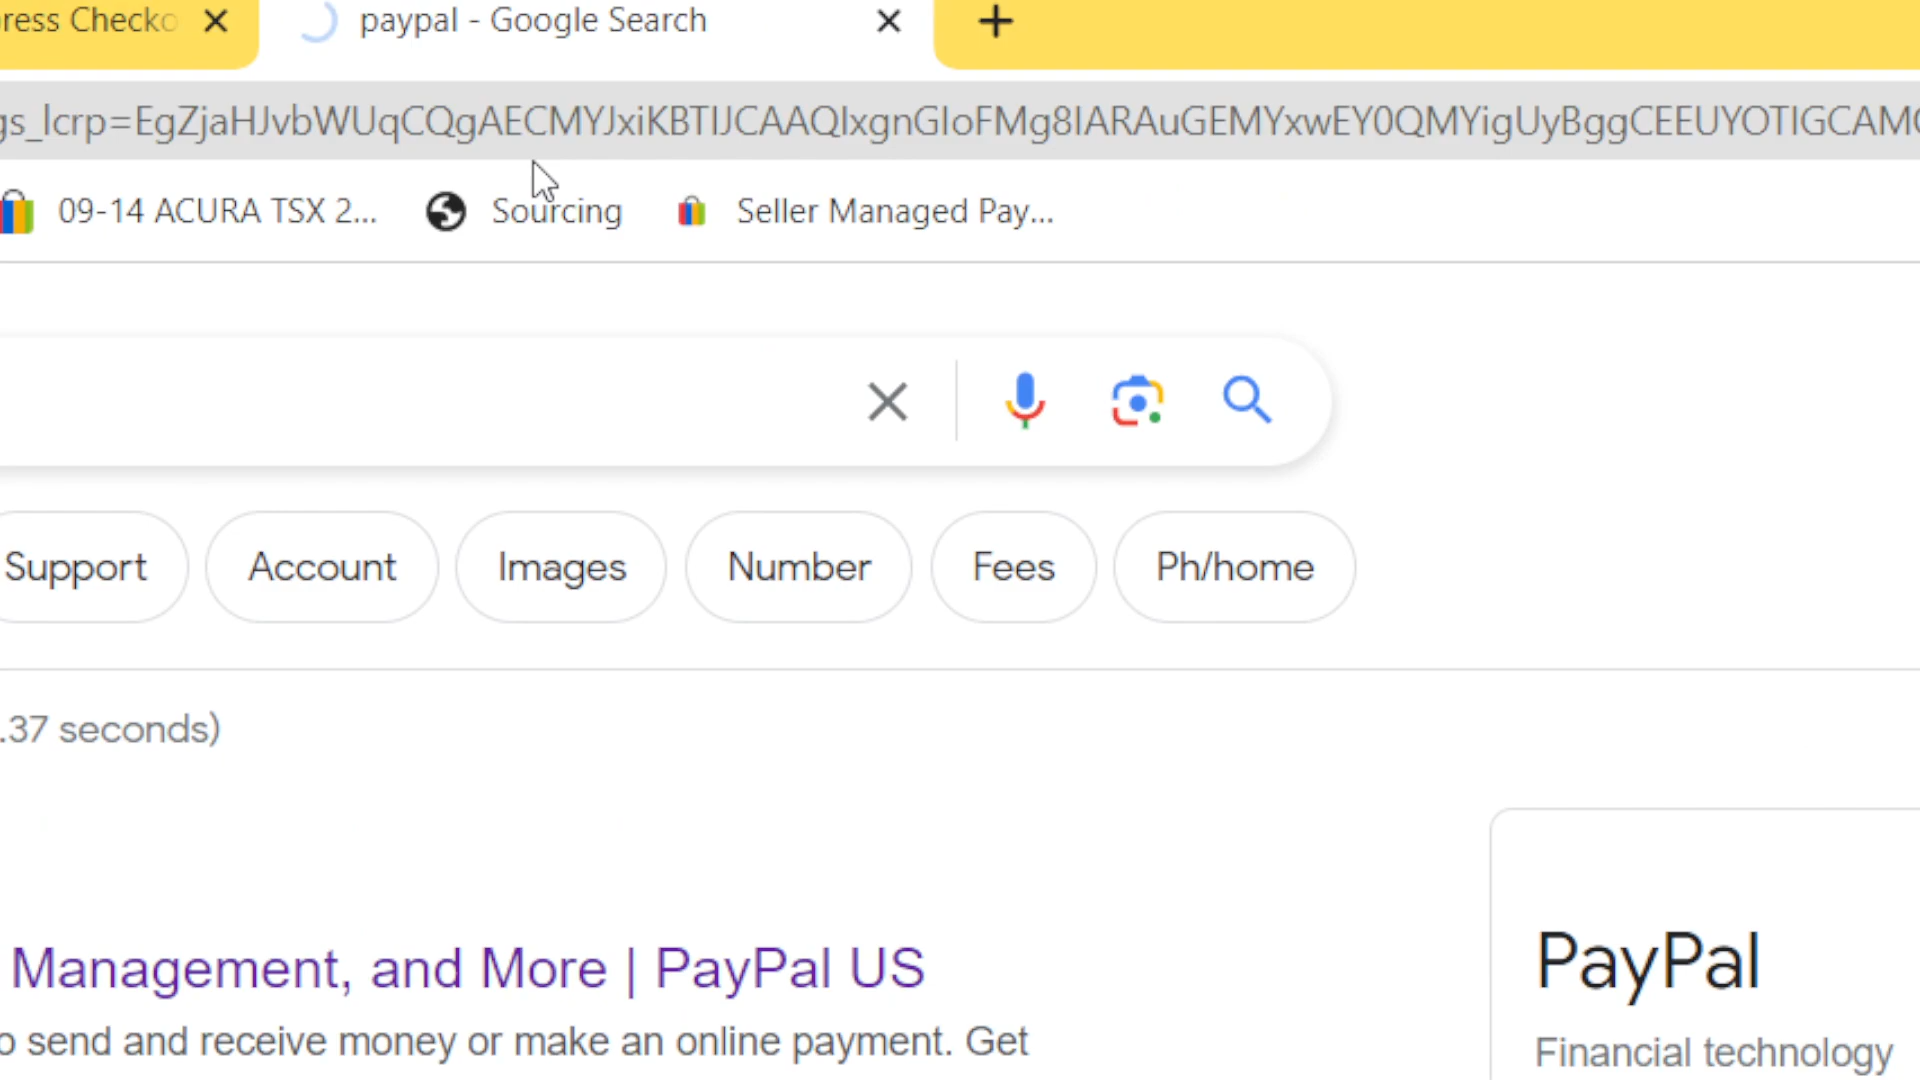 ress Checko
paypal - Google Search
gs_lcrp=EgZjaHJvbWUqCQgAECMYJxiKBTIJCAAQIxgnGIoFMg8IARAuGEMYxwEY0QMYigUyBggCEEUYOTIGCAM
09-14 ACURA TSX 2...
Sourcing
Seller Managed Pay...
Support
Account
Images
Number
Fees
Ph/home
.37 seconds)
Management, and More | PayPal US
o send and receive money or make an online payment. Get
PayPal
Financial technology